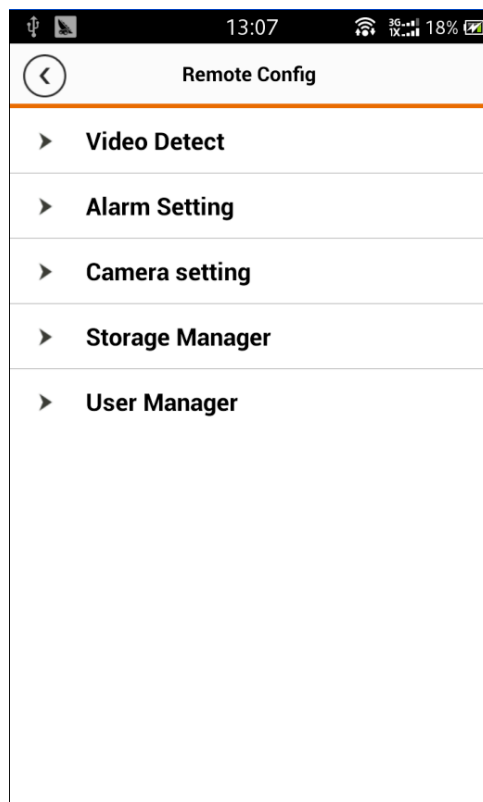 13:07 3G 1X 18%
Remote Config
Video Detect
Alarm Setting
Camera setting
Storage Manager
User Manager